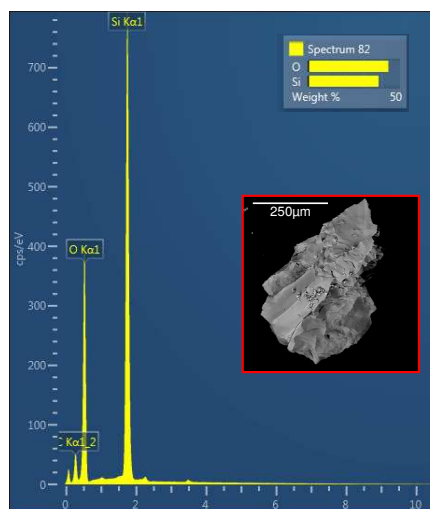 Si Kα1
Spectrum 82
O
Si
Weight % 50
700
600
500
cps/eV
400
300
200
100
0
250µm
O Kα1
Kα1_2
0 2 4 6 8 10